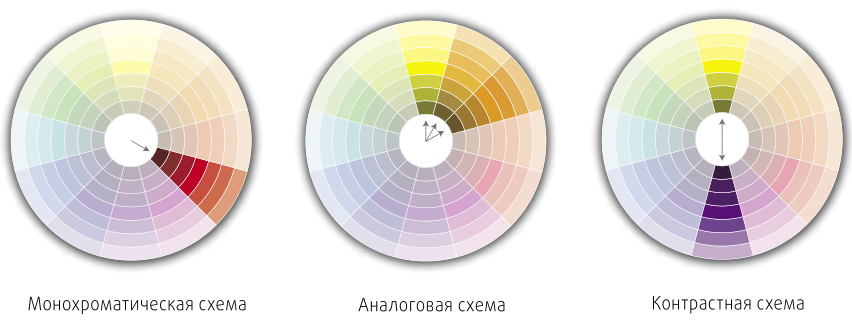 Монохроматическая схема
Аналоговая схема
Контрастная схема